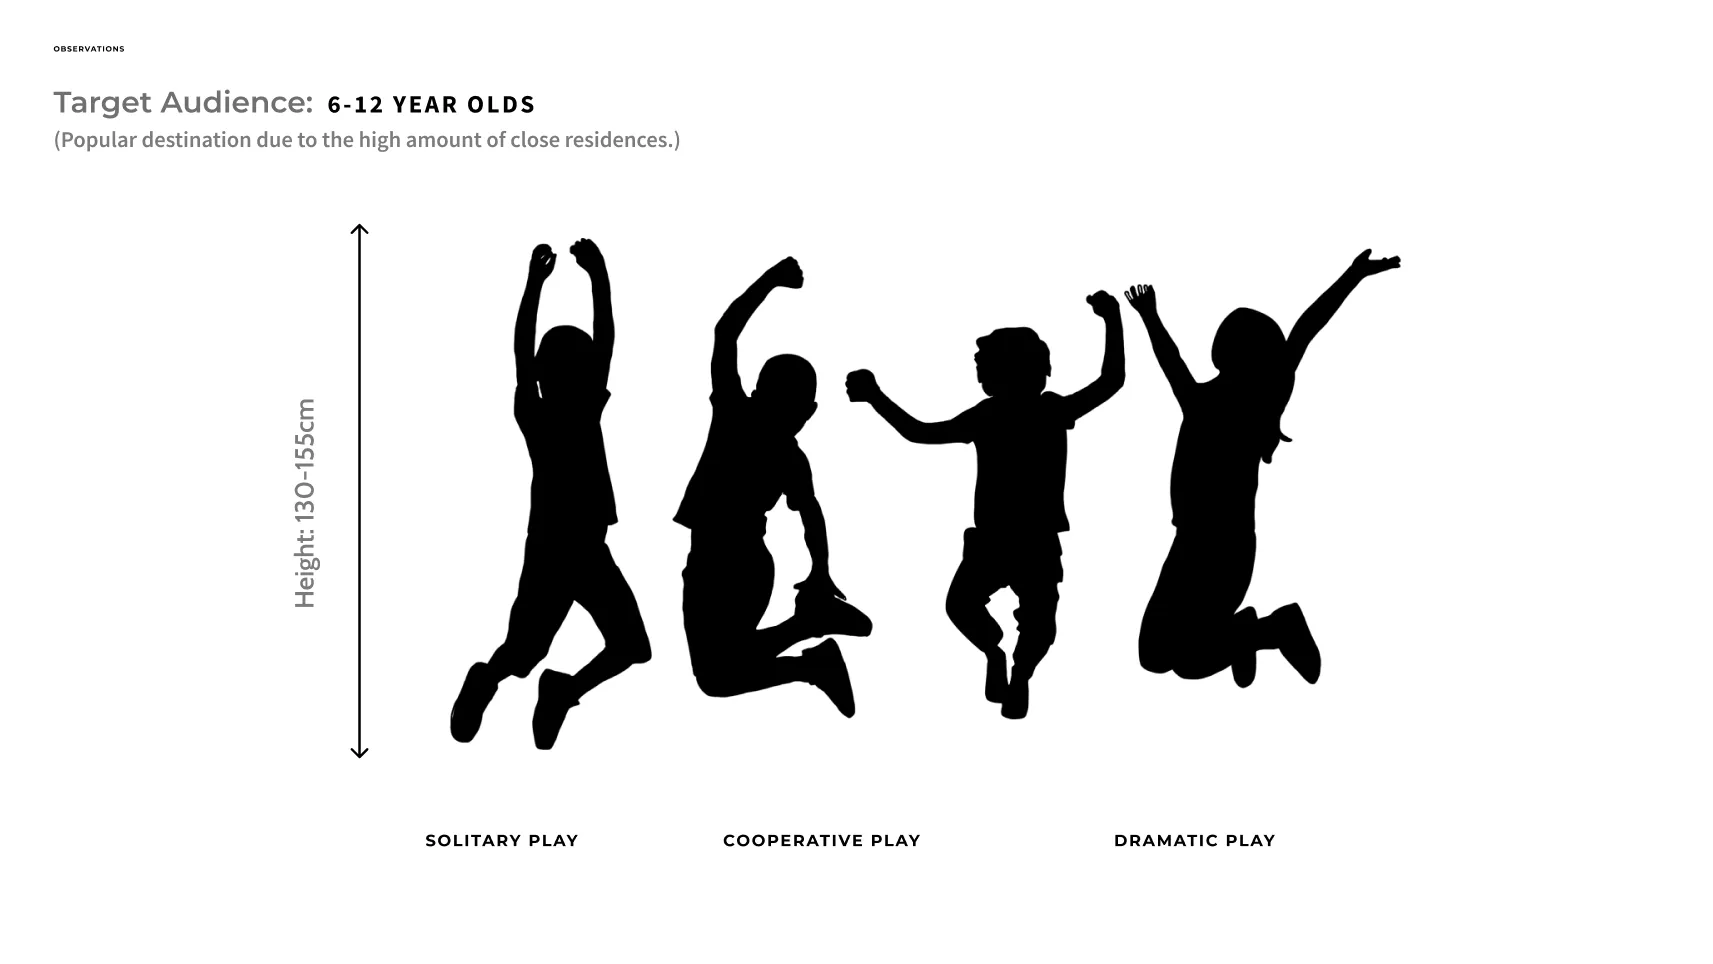 OBSERVATIONS
Target Audience: 6-12 YEAR OLDS
(Popular destination due to the high amount of close residences.)
Height: 130-155cm
SOLITARY PLAY
COOPERATIVE PLAY
DRAMATIC PLAY